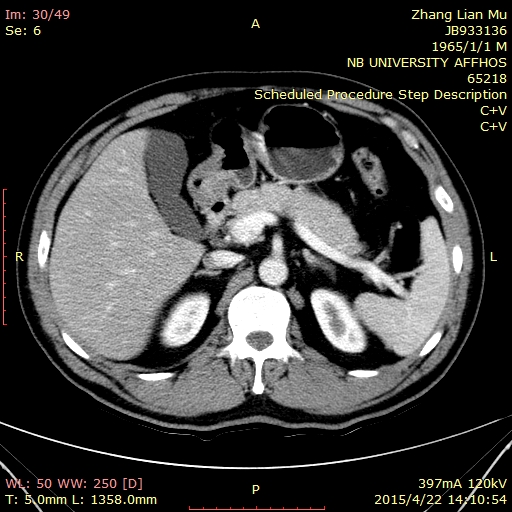 Im: 30/49
Se: 6
A
Zhang Lian Mu
JB933136
1965/1/1 M
NB UNIVERSITY AFFHOS
65218
Scheduled Procedure Step Description
C+V
C+V
R
L
WL: 50 WW: 250 [D]
T: 5.0mm L: 1358.0mm
P
397mA 120kV
2015/4/22 14:10:54